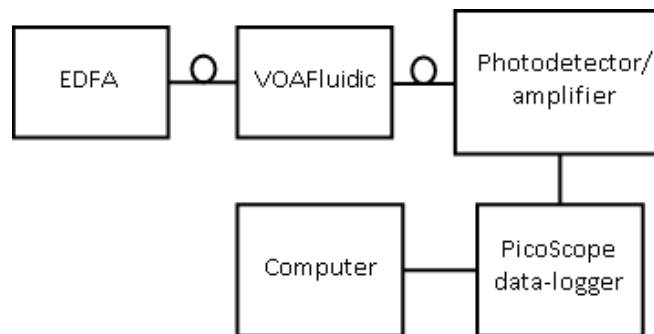 EDFA
VOAFluidic
Photodetector/
amplifier
Computer
PicoScope
data-logger